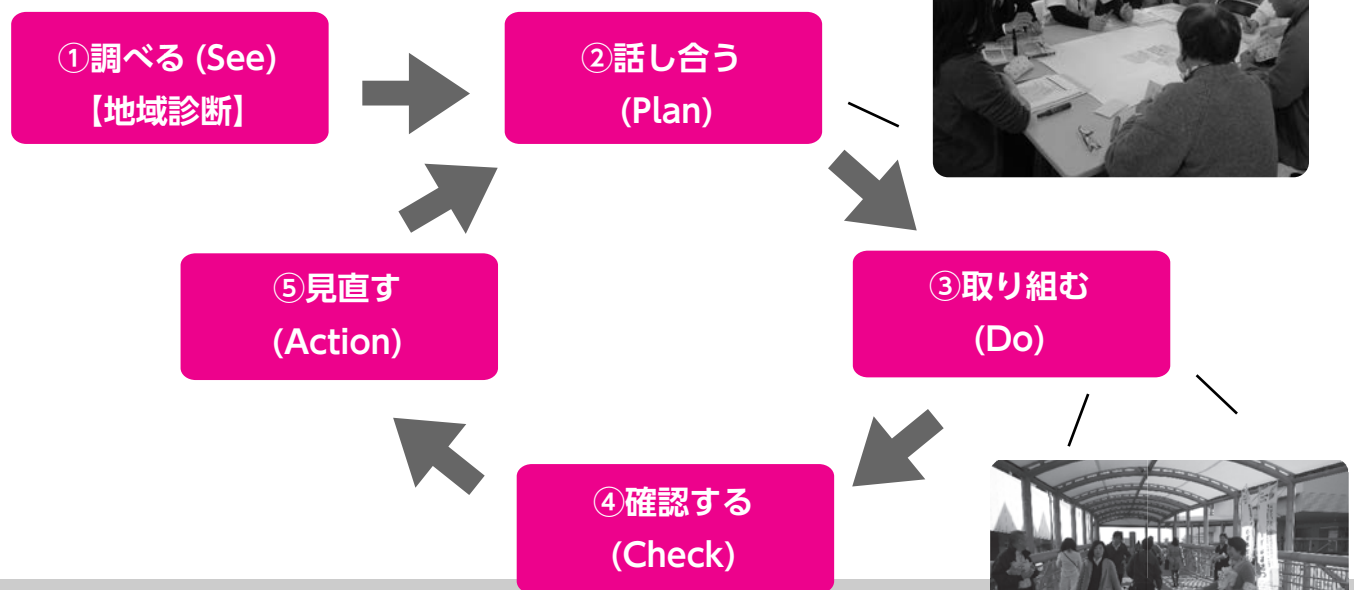 ①調べる (See)
【地域診断】
②話し合う
(Plan)
③取り組む
(Do)
④確認する
(Check)
⑤見直す
(Action)